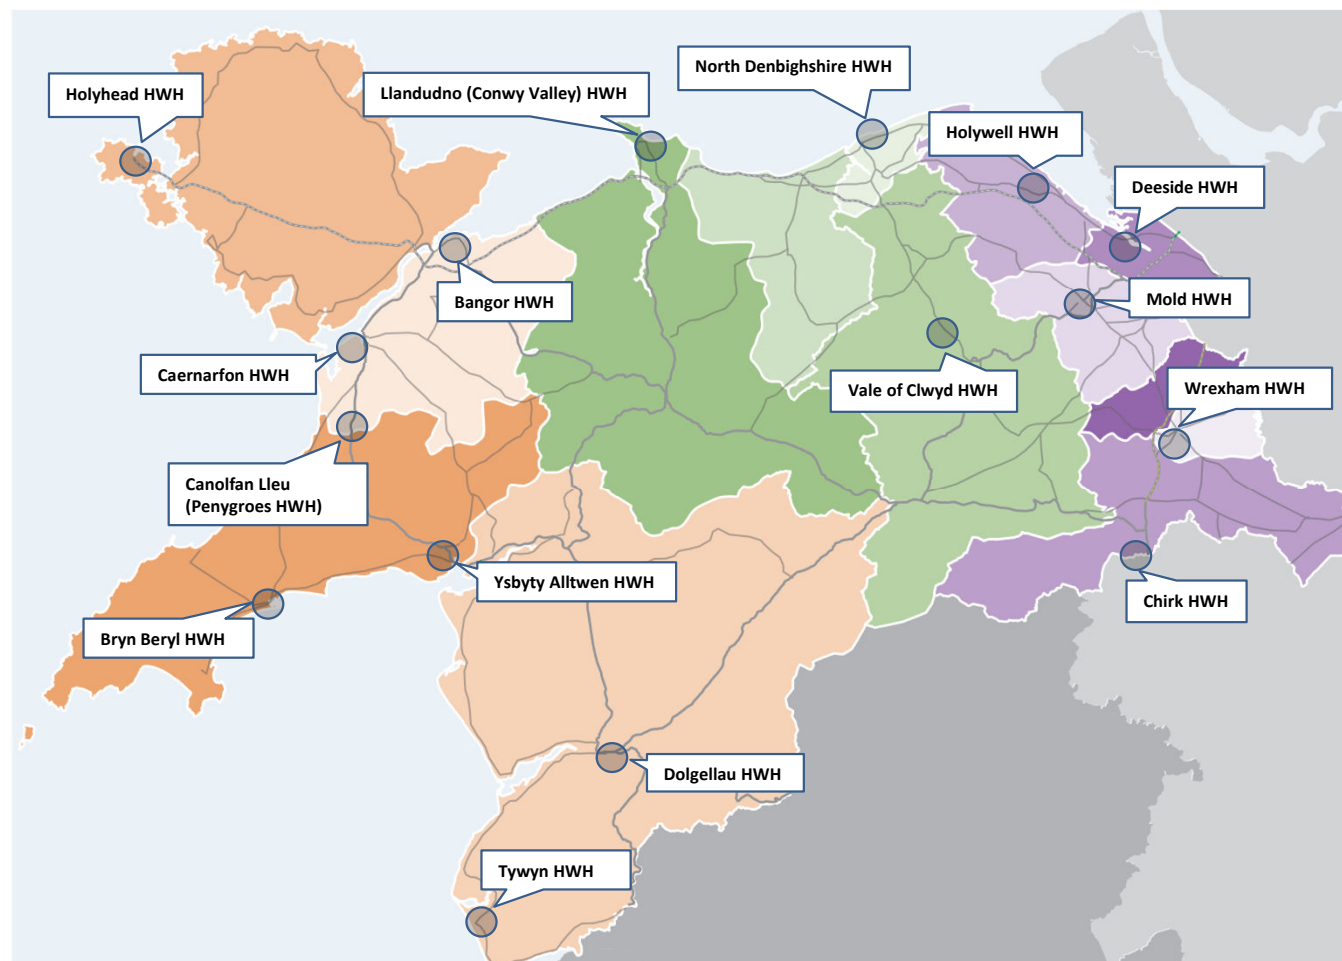 North Denbighshire HWH
Holyhead HWH
Llandudno (Conwy Valley) HWH
Holywell HWH
Deeside HWH
Bangor HWH
Mold HWH
Caernarfon HWH
Vale of Clwyd HWH
Wrexham HWH
Canolfan Lleu
(Penygroes HWH)
Ysbyty Alltwen HWH
Chirk HWH
Bryn Beryl HWH
Dolgellau HWH
Tywyn HWH